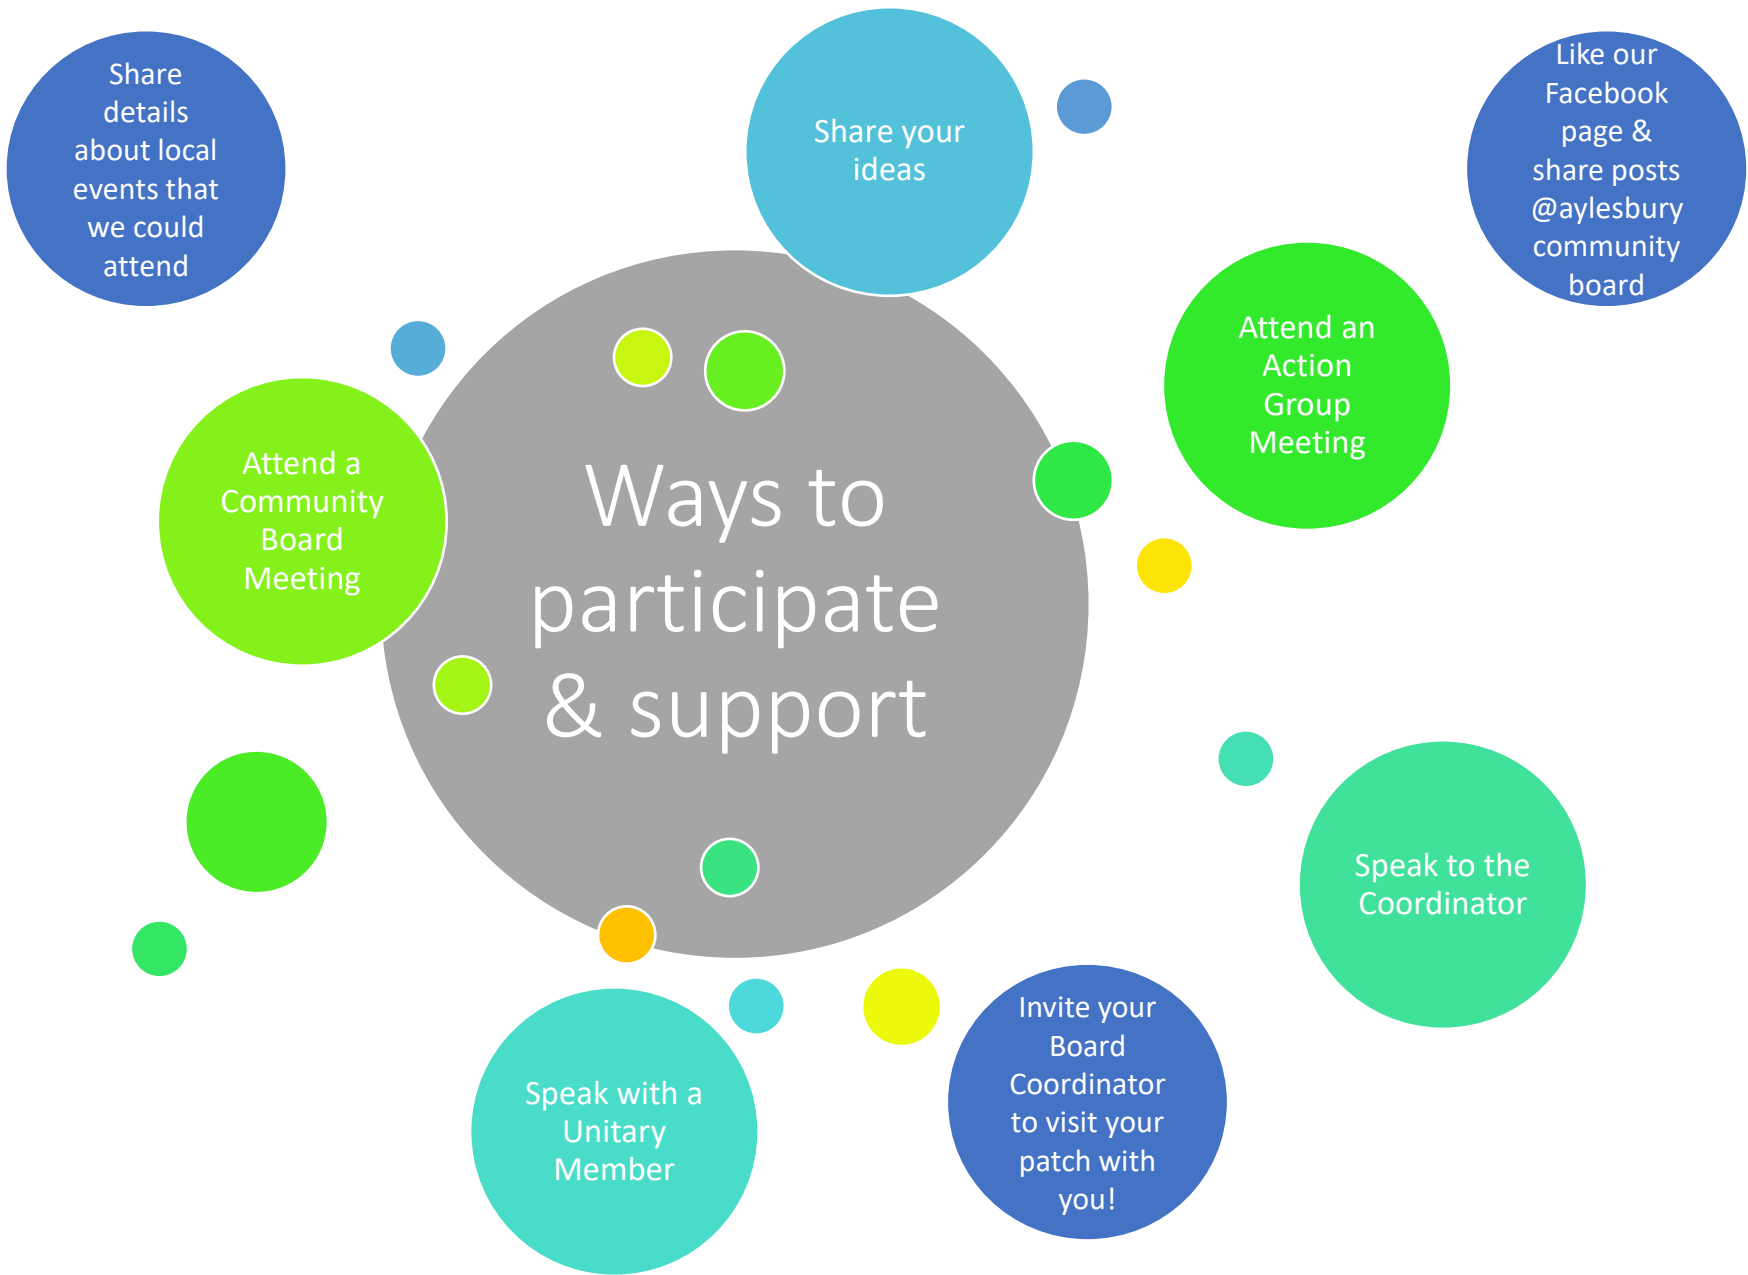 Share
details
about local
events that
we could
attend
Share your
ideas
Like our
Facebook
page &
share posts
@aylesbury
community
board
Attend an
Action
Group
Meeting
Attend a
Community
Board
Meeting
Ways to
participate
& support
Speak to the
Coordinator
Speak with a
Unitary
Member
Invite your
Board
Coordinator
to visit your
patch with
you!